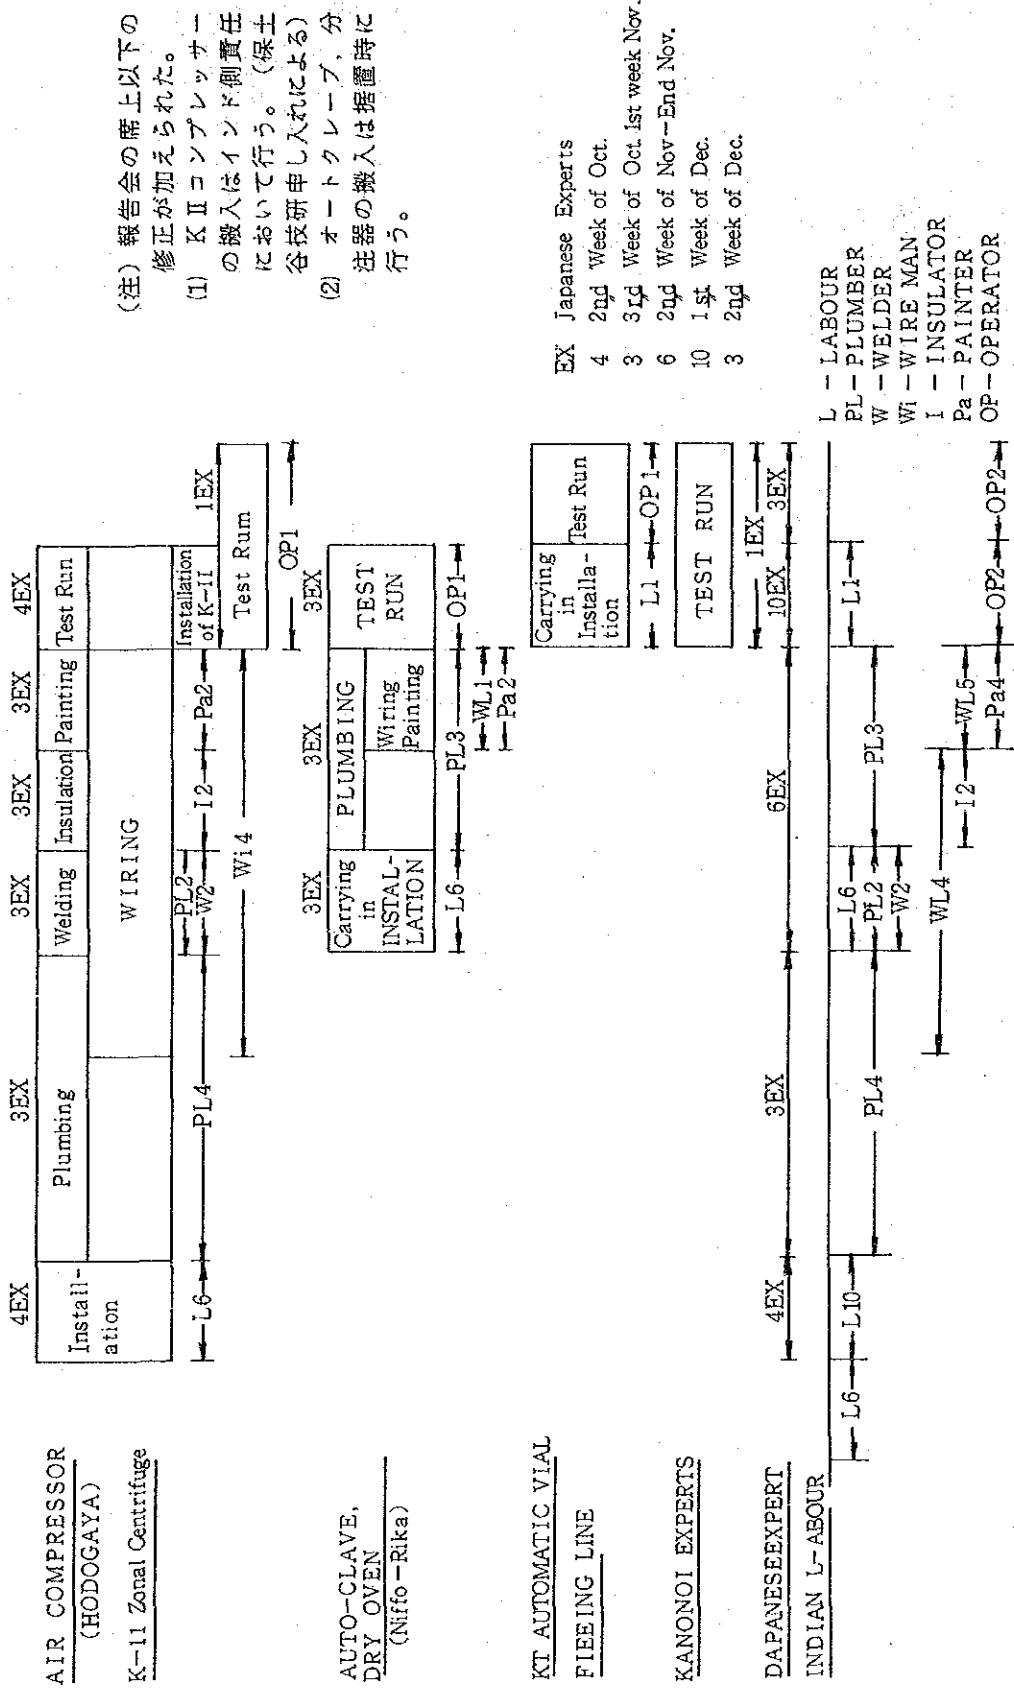 AIR COMPRESSOR
(HODOGAYA)
K-11 Zonal Centrifuge
4EX
3EX
3EX
3EX
3EX
4EX
Install-
ation
Plumbing
Welding
Insulation
Painting
Test Run
WIRING
Installation
of K-II
1EX
Test Rum
L6
PL4
PL2
W2
I2
Pa2
Wi4
OP1
AUTO-CLAVE,
DRY OVEN
(Niffo-Rika)
3EX
3EX
3EX
Carrying
in
INSTAL-
LATION
PLUMBING
Wiring
Painting
TEST
RUN
L6
PL3
OP1
WL1
Pa2
KT AUTOMATIC VIAL
FIEEING LINE
Carrying
in
Installa-
tion
Test Run
L1
OP1
KANONOI EXPERTS
TEST RUN
1EX
DAPANESEEXPERT
4EX
3EX
6EX
10EX
3EX
INDIAN L-ABOUR
L6
L10
PL4
L6
PL2
W2
PL3
L1
WL4
I2
WL5
Pa4
OP2
OP2
(注) 報告会の席上以下の
修正が加えられた。
(1) KⅡコンプレッサー
の搬入はインド側責任
において行う。(保土
谷技研申し入れによる)
(2) オートクレーブ, 分
注器の搬入は据置時に
行う。
EX Japanese Experts
4 2nd Week of Oct.
3 3rd Week of Oct. 1st week Nov.
6 2nd Week of Nov-End Nov.
10 1st Week of Dec.
3 2nd Week of Dec.
L - LABOUR
PL - PLUMBER
W - WELDER
Wi - WIRE MAN
I - INSULATOR
Pa - PAINTER
OP - OPERATOR